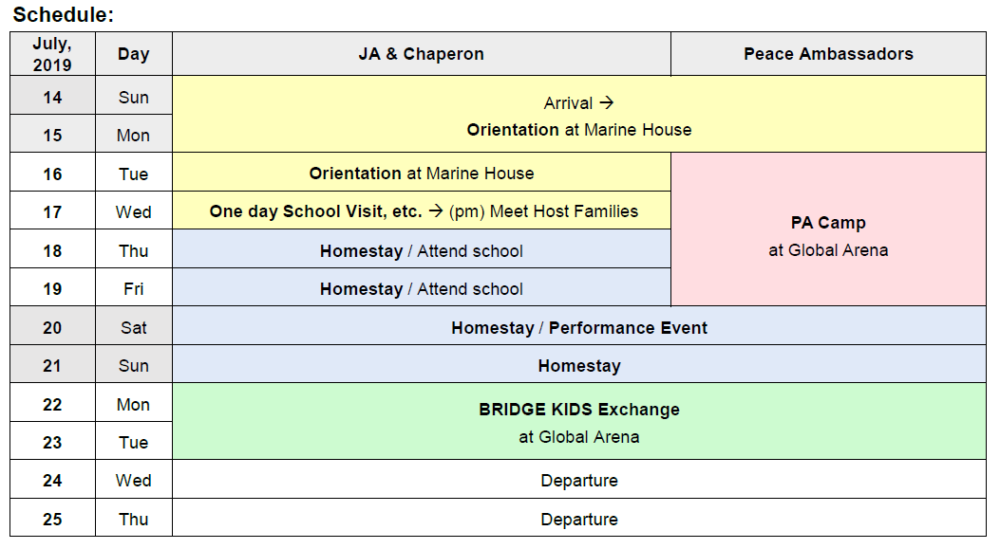 Schedule:
July, 2019 Day JA & Chaperon Peace Ambassadors
14 Sun Arrival →
15 Mon Orientation at Marine House
16 Tue Orientation at Marine House
17 Wed One day School Visit, etc. → (pm) Meet Host Families
PA Camp
at Global Arena
18 Thu Homestay / Attend school
19 Fri Homestay / Attend school
20 Sat Homestay / Performance Event
21 Sun Homestay
22 Mon BRIDGE KIDS Exchange
23 Tue at Global Arena
24 Wed Departure
25 Thu Departure